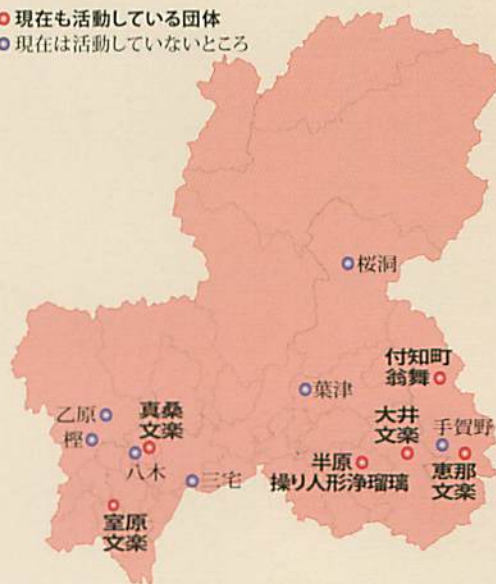 現在も活動している団体
現在は活動していないところ
桜洞
付知町
翁舞
葉津
乙原
真桑
文楽
大井
文楽
手賀野
樫
八木
半原
操り人形浄瑠璃
恵那
文楽
三宅
室原
文楽